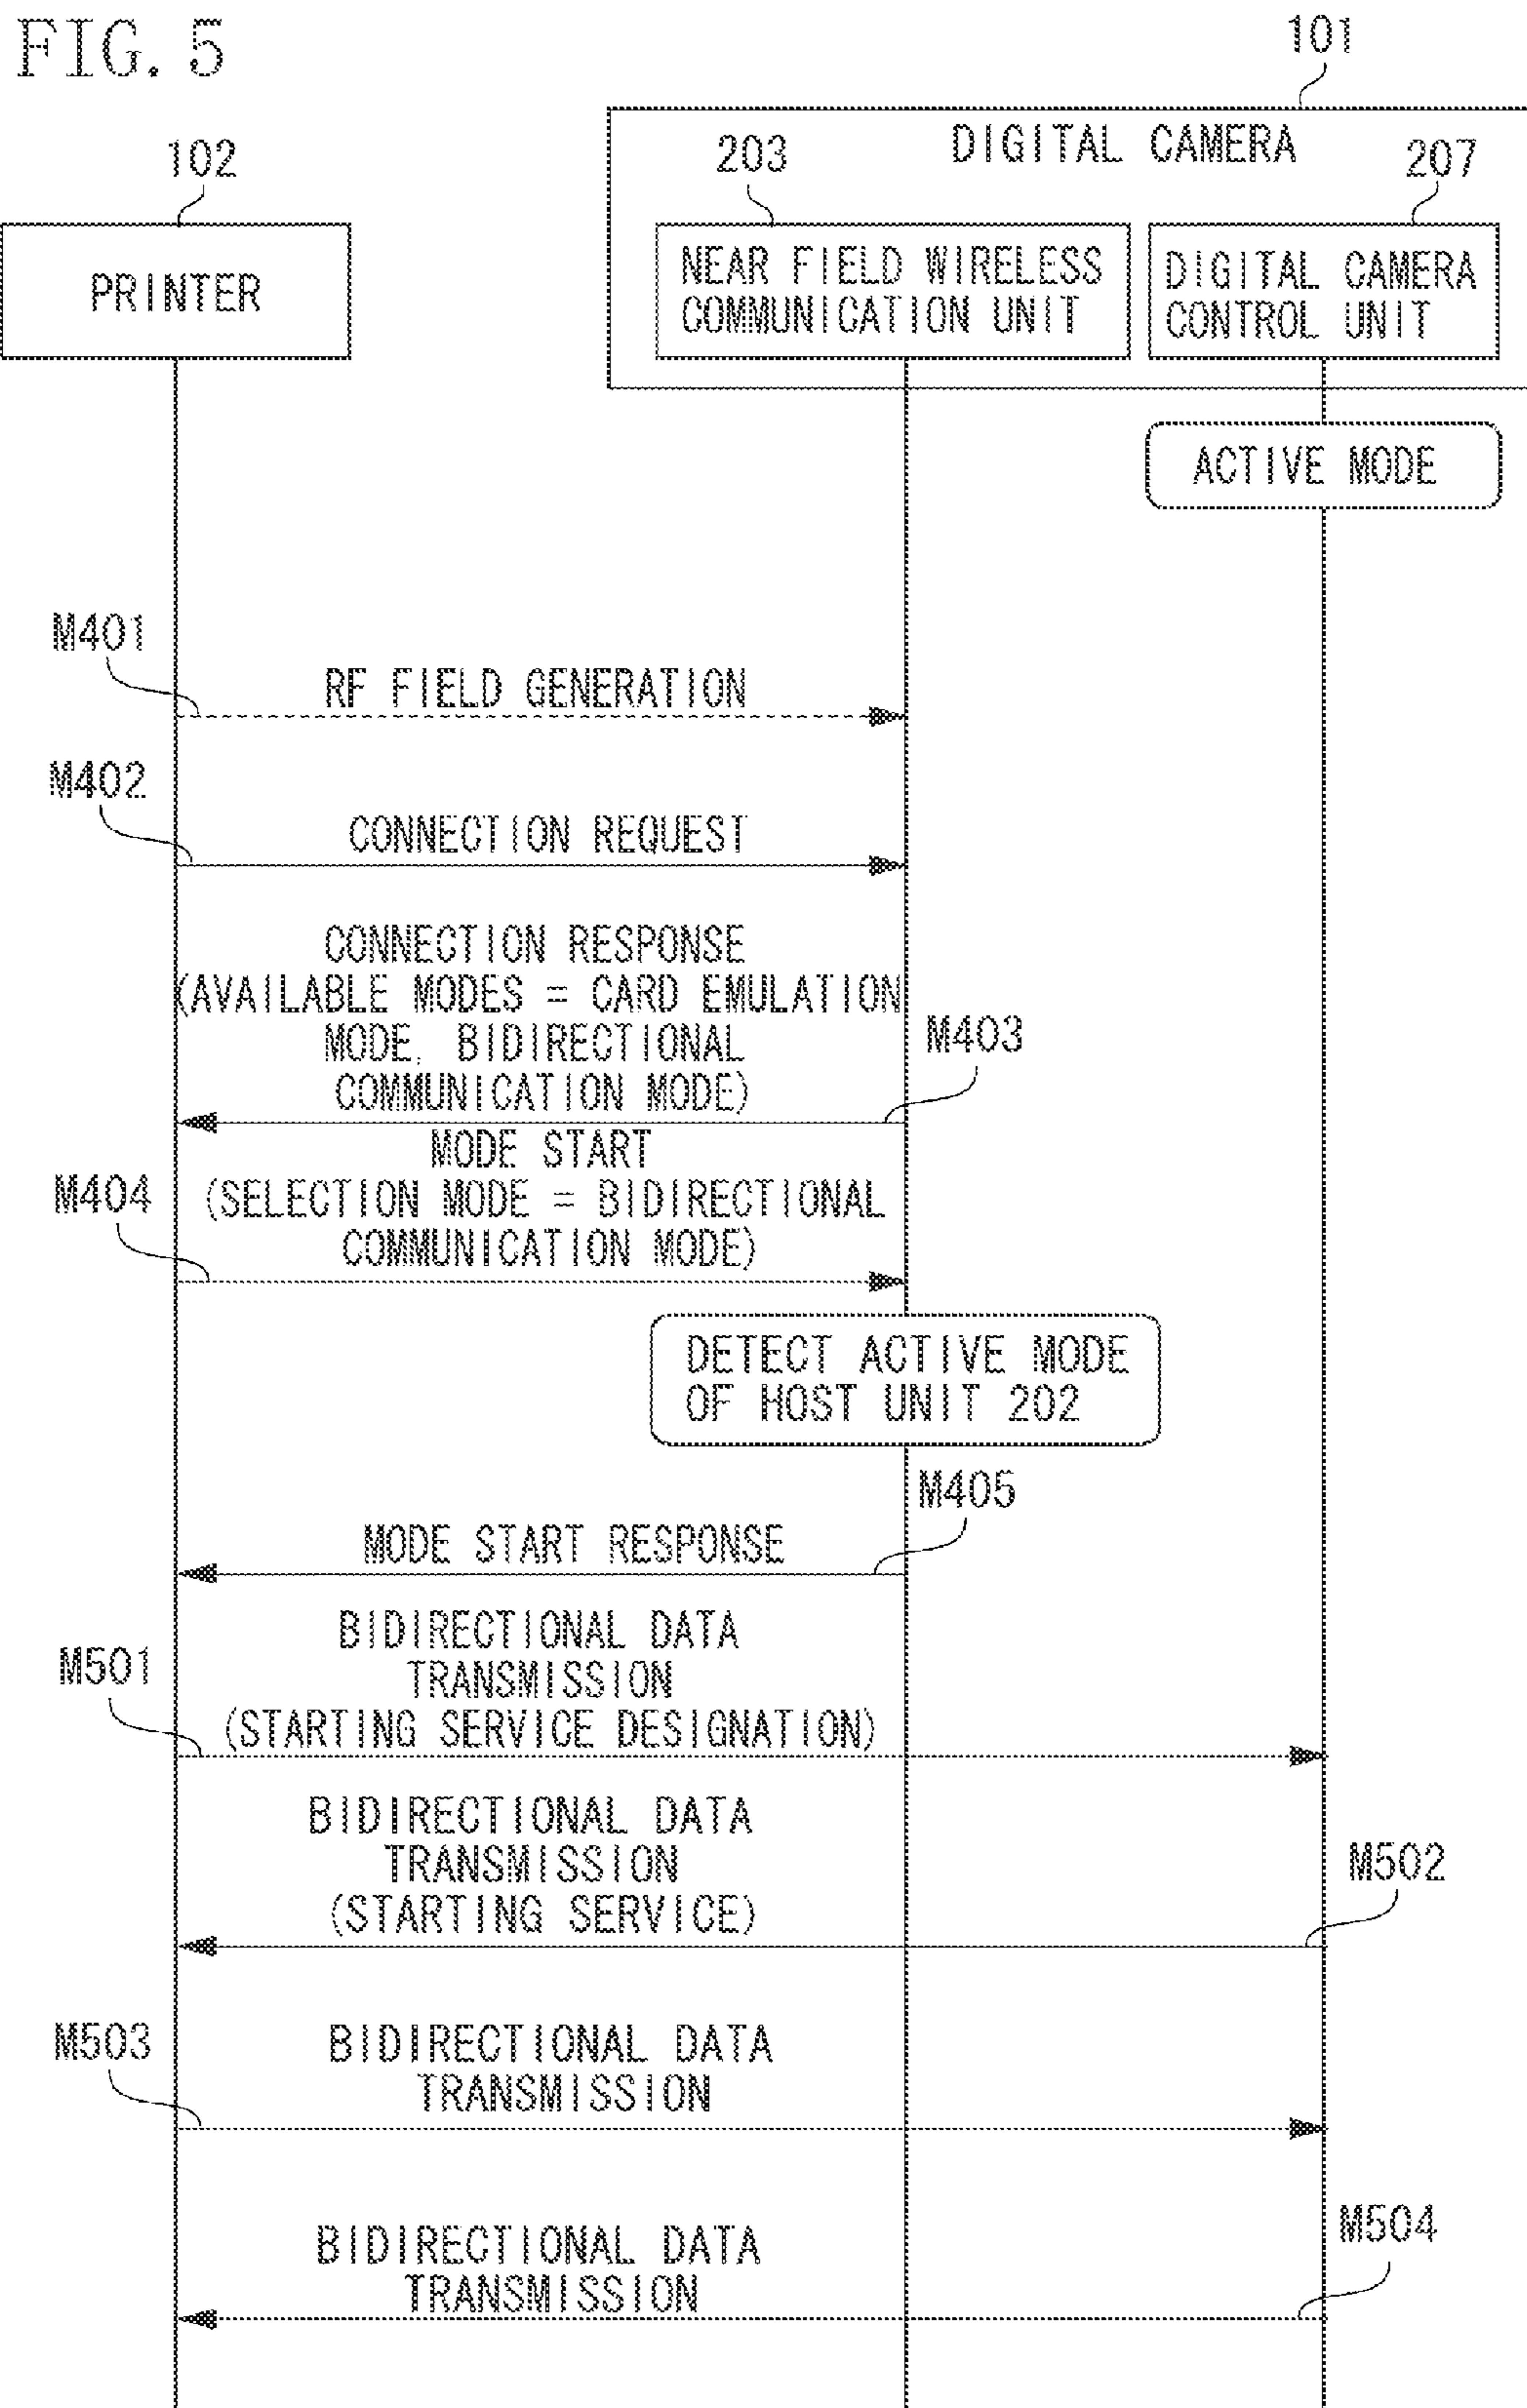 FIG. 5
101
DIGITAL CAMERA
102
203
207
PRINTER
NEAR FIELD WIRELESS
COMMUNICATION UNIT
DIGITAL CAMERA
CONTROL UNIT
ACTIVE MODE
M401
RF FIELD GENERATION
M402
CONNECTION REQUEST
CONNECTION RESPONSE
(AVAILABLE MODES = CARD EMULATION
MODE, BIDIRECTIONAL
COMMUNICATION MODE)
M403
MODE START
(SELECTION MODE = BIDIRECTIONAL
COMMUNICATION MODE)
M404
DETECT ACTIVE MODE
OF HOST UNIT 202
M405
MODE START RESPONSE
BIDIRECTIONAL DATA
TRANSMISSION
(STARTING SERVICE DESIGNATION)
M501
BIDIRECTIONAL DATA
TRANSMISSION
(STARTING SERVICE)
M502
M503
BIDIRECTIONAL DATA
TRANSMISSION
M504
BIDIRECTIONAL DATA
TRANSMISSION